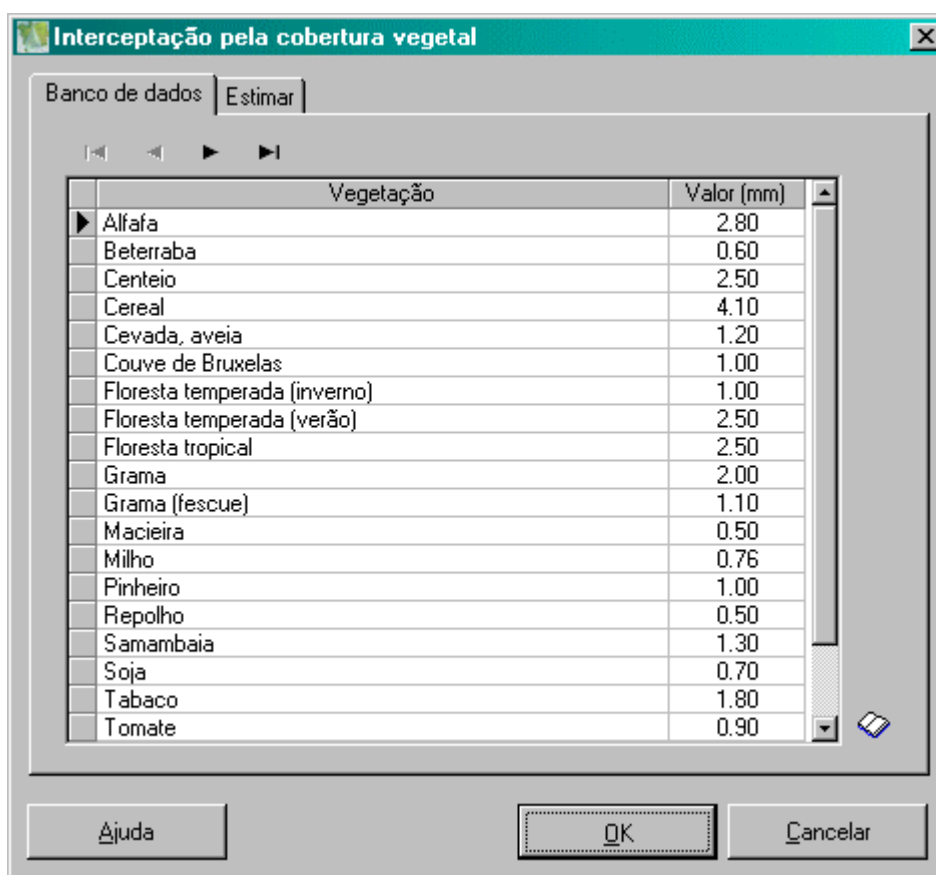 Interceptação pela cobertura vegetal
Banco de dados Estimar
Vegetação Valor (mm)
Alfafa 2.80
Beterraba 0.60
Centeio 2.50
Cereal 4.10
Cevada, aveia 1.20
Couve de Bruxelas 1.00
Floresta temperada (inverno) 1.00
Floresta temperada (verão) 2.50
Floresta tropical 2.50
Grama 2.00
Grama (fescue) 1.10
Macieira 0.50
Milho 0.76
Pinheiro 1.00
Repolho 0.50
Samambaia 1.30
Soja 0.70
Tabaco 1.80
Tomate 0.90
Ajuda OK Cancelar